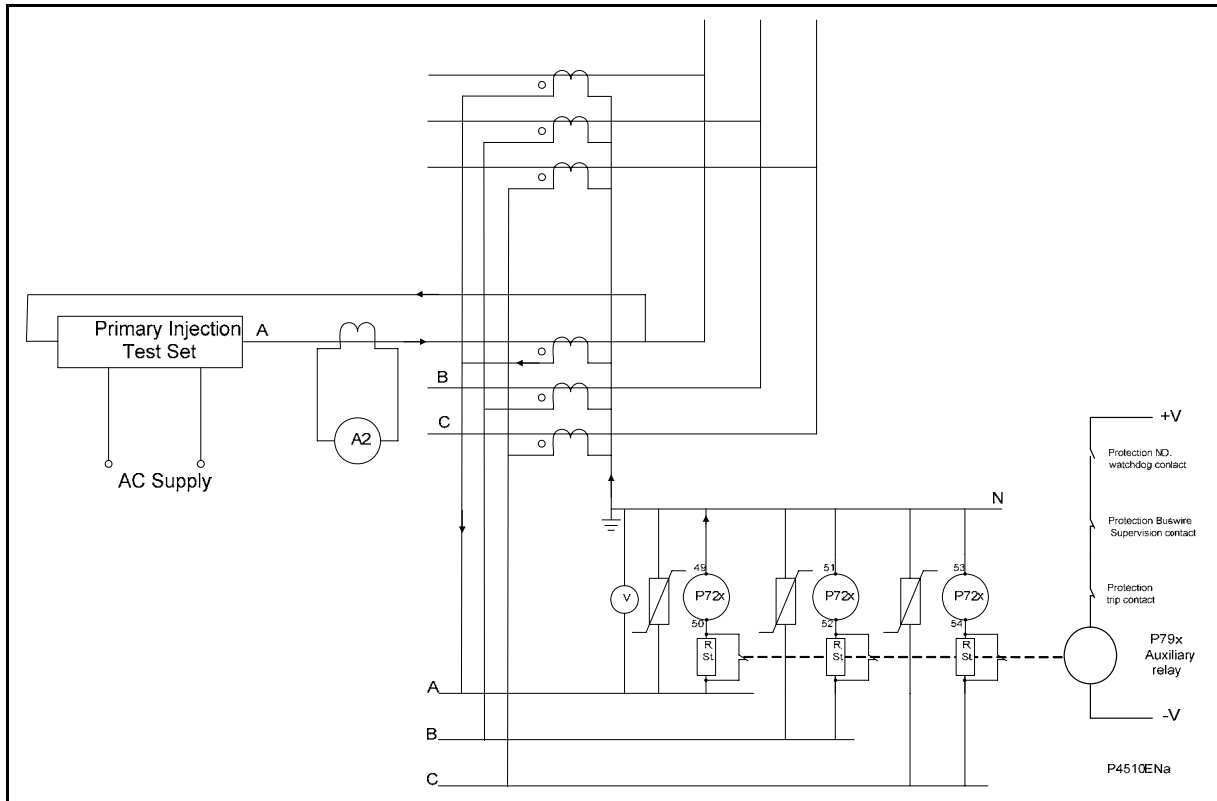 Primary Injection
Test Set
A
B
C
A2
AC Supply
N
+V
Protection NO.
watchdog contact
Protection Buswire
Supervision contact
Protection
trip contact
49
51
53
V
P72x
P72x
P72x
50
52
54
R
St
R
St
R
St
P79x
Auxiliary
relay
A
B
C
-V
P4510ENa